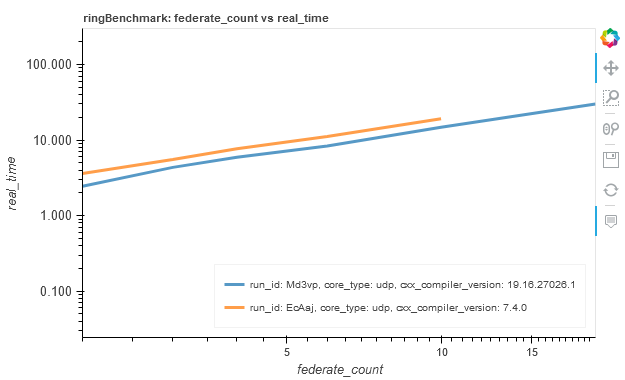 ringBenchmark: federate_count vs real_time
100.000
10.000
1.000
0.100
real_time
5
10
15
federate_count
run_id: Md3vp, core_type: udp, cxx_compiler_version: 19.16.27026.1
run_id: EcAaj, core_type: udp, cxx_compiler_version: 7.4.0